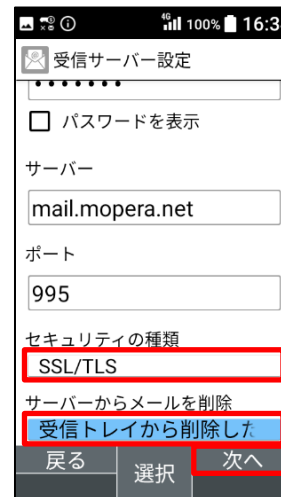 4G 100% 16:3
受信サーバー設定
•••••••
パスワードを表示
サーバー
mail.mopera.net
ポート
995
セキュリティの種類
SSL/TLS
サーバーからメールを削除
受信トレイから削除した
戻る 選択 次へ